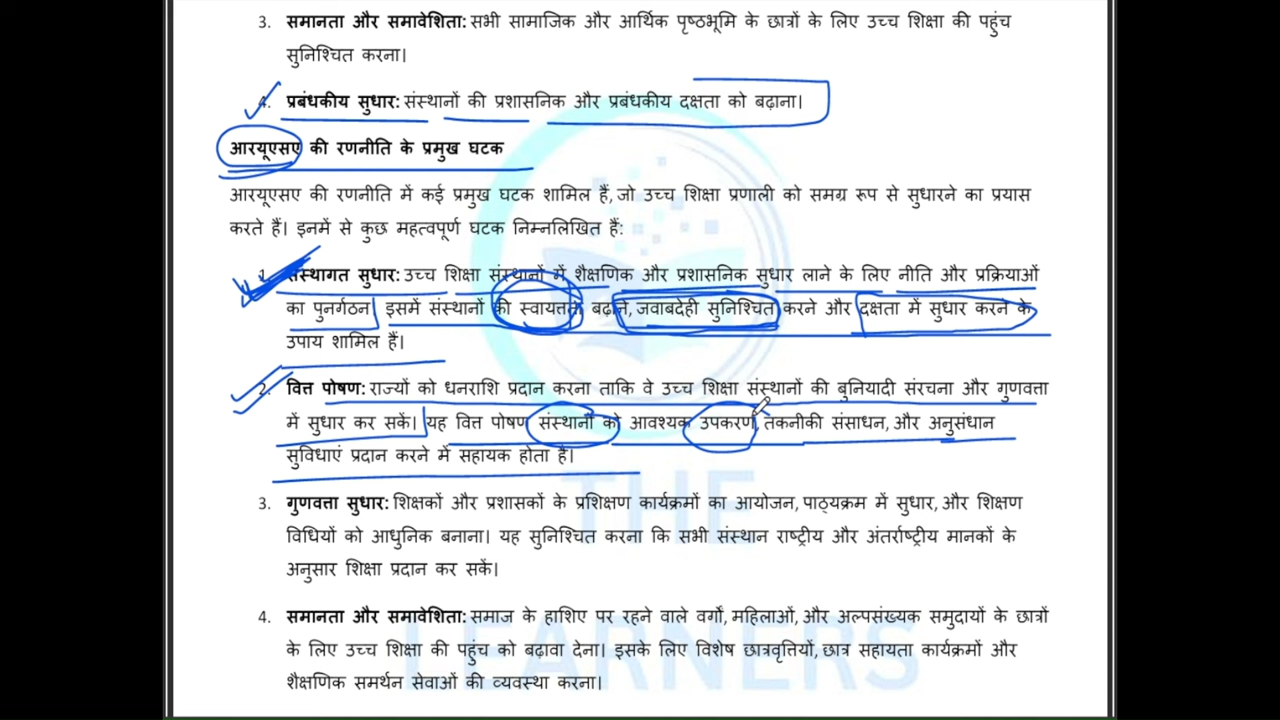 3. समानता और समावेशिता: सभी सामाजिक और आर्थिक पृष्ठभूमि के छात्रों के लिए उच्च शिक्षा की पहुंच
सुनिश्चित करना।
4. प्रबंधकीय सुधार: संस्थानों की प्रशासनिक और प्रबंधकीय दक्षता को बढ़ाना।
आरयूएसए की रणनीति के प्रमुख घटक
आरयूएसए की रणनीति में कई प्रमुख घटक शामिल हैं, जो उच्च शिक्षा प्रणाली को समग्र रूप से सुधारने का प्रयास
करते हैं। इनमें से कुछ महत्वपूर्ण घटक निम्नलिखित हैं:
1. संस्थागत सुधार: उच्च शिक्षा संस्थानों में शैक्षणिक और प्रशासनिक सुधार लाने के लिए नीति और प्रक्रियाओं
का पुनर्गठन। इसमें संस्थानों की स्वायत्तता बढ़ाने, जवाबदेही सुनिश्चित करने और दक्षता में सुधार करने के
उपाय शामिल हैं।
2. वित्त पोषण: राज्यों को धनराशि प्रदान करना ताकि वे उच्च शिक्षा संस्थानों की बुनियादी संरचना और गुणवत्ता
में सुधार कर सकें। यह वित्त पोषण संस्थानों को आवश्यक उपकरण, तकनीकी संसाधन, और अनुसंधान
सुविधाएं प्रदान करने में सहायक होता है।
3. गुणवत्ता सुधार: शिक्षकों और प्रशासकों के प्रशिक्षण कार्यक्रमों का आयोजन, पाठ्यक्रम में सुधार, और शिक्षण
विधियों को आधुनिक बनाना। यह सुनिश्चित करना कि सभी संस्थान राष्ट्रीय और अंतर्राष्ट्रीय मानकों के
अनुसार शिक्षा प्रदान कर सकें।
4. समानता और समावेशिता: समाज के हाशिए पर रहने वाले वर्गों, महिलाओं, और अल्पसंख्यक समुदायों के छात्रों
के लिए उच्च शिक्षा की पहुंच को बढ़ावा देना। इसके लिए विशेष छात्रवृत्तियों, छात्र सहायता कार्यक्रमों और
शैक्षणिक समर्थन सेवाओं की व्यवस्था करना।
THE
LEARNERS